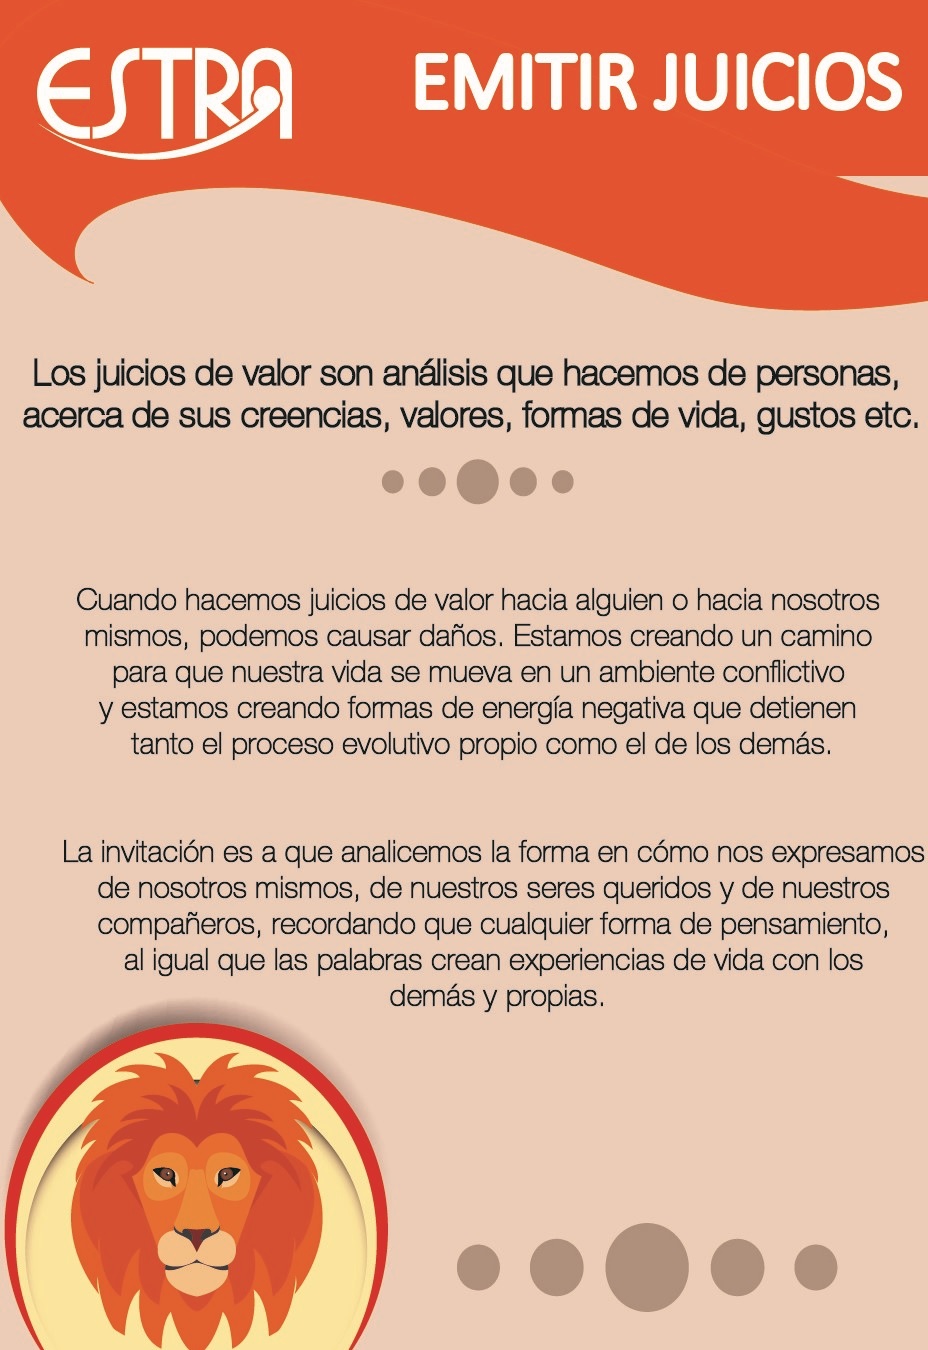 ESTRA
EMITIR JUICIOS
Los juicios de valor son análisis que hacemos de personas,
acerca de sus creencias, valores, formas de vida, gustos etc.
Cuando hacemos juicios de valor hacia alguien o hacia nosotros
mismos, podemos causar daños. Estamos creando un camino
para que nuestra vida se mueva en un ambiente conflictivo
y estamos creando formas de energía negativa que detienen
tanto el proceso evolutivo propio como el de los demás.
La invitación es a que analicemos la forma en cómo nos expresamos
de nosotros mismos, de nuestros seres queridos y de nuestros
compañeros, recordando que cualquier forma de pensamiento,
al igual que las palabras crean experiencias de vida con los
demás y propias.